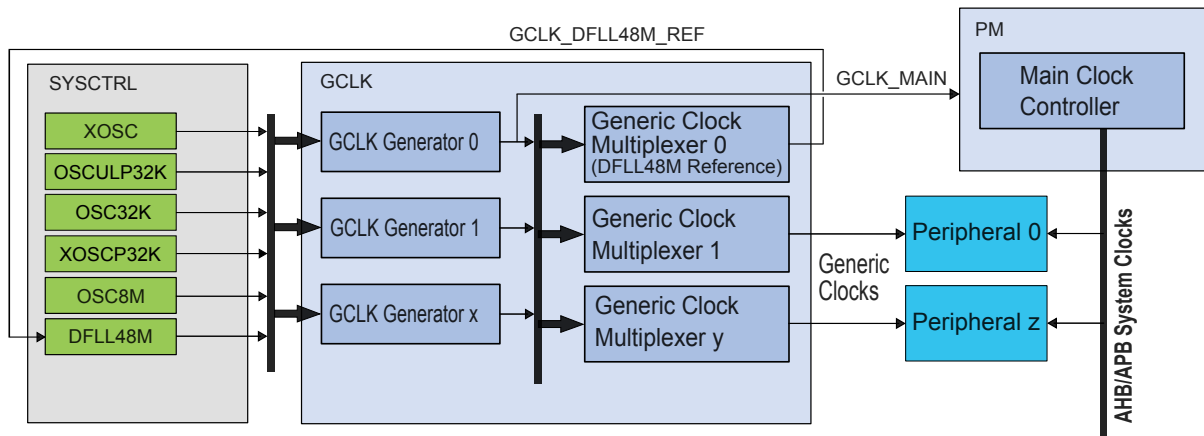 GCLK_DFLL48M_REF
SYSCTRL
XOSC
OSCULP32K
OSC32K
XOSCP32K
OSC8M
DFLL48M
GCLK
GCLK Generator 0
GCLK Generator 1
GCLK Generator x
Generic Clock
Multiplexer 0
(DFLL48M Reference)
Generic Clock
Multiplexer 1
Generic Clock
Multiplexer y
GCLK_MAIN
PM
Main Clock
Controller
Generic
Clocks
Peripheral 0
Peripheral z
AHB/APB System Clocks